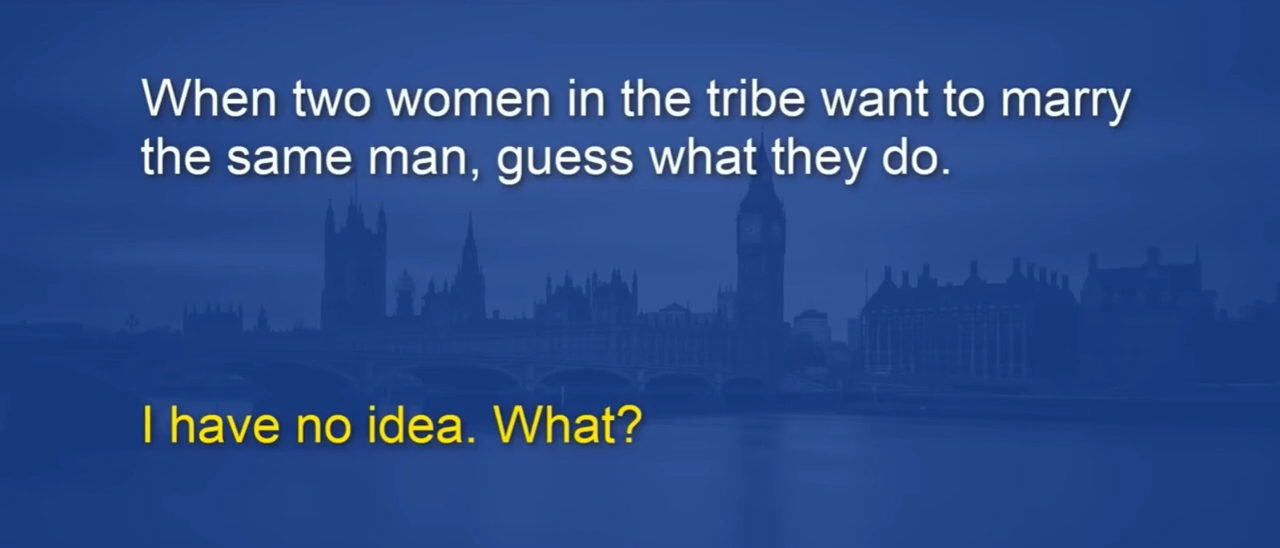 When two women in the tribe want to marry
the same man, guess what they do.
I have no idea. What?